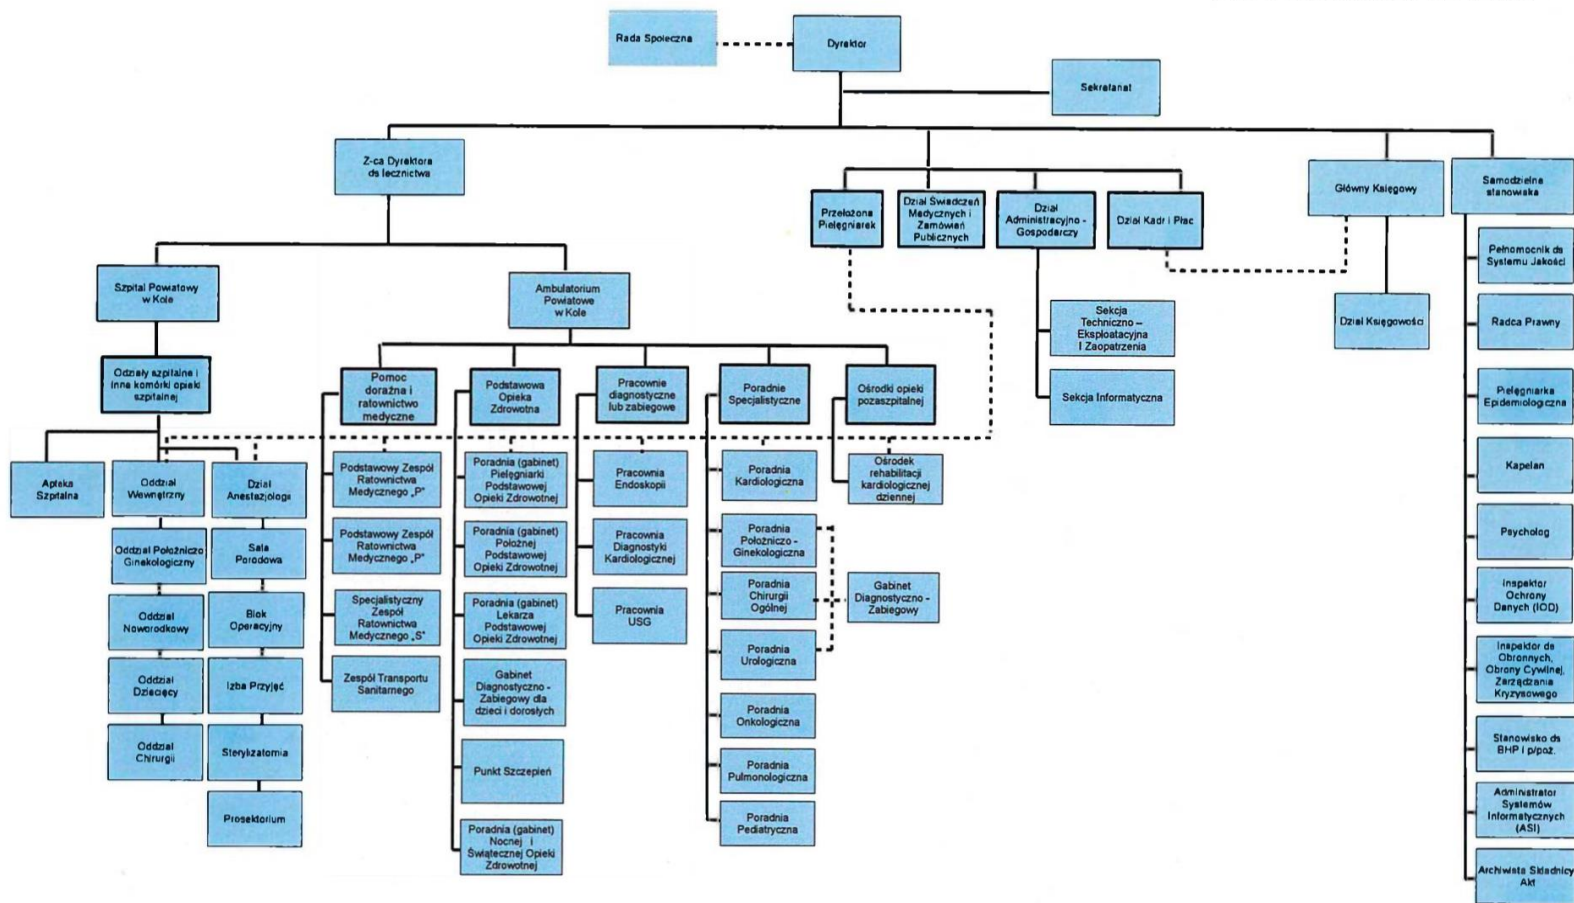 Rada Społeczna
Dyrektor
Sekretariat
Z-ca Dyrektora
ds lecznictwa
Przełożona
Pielęgniarek
Dział Świadczeń
Medycznych i
Zamówień
Publicznych
Dział
Administracyjno -
Gospodarczy
Dział Kadr i Płac
Główny Księgowy
Samodzielne
stanowiska
Szpital Powiatowy
w Kole
Ambulatorium
Powiatowe
w Kole
Sekcja
Techniczno –
Eksploatacyjna
I Zaopatrzenia
Sekcja Informatyczna
Dział Księgowości
Pełnomocnik ds
Systemu Jakości
Radca Prawny
Pielęgniarka
Epidemiologiczna
Kapelan
Psycholog
Inspektor
Ochrony
Danych (IOD)
Inspektor ds
Obronnych,
Obrony Cywilnej,
Zarządzania
Kryzysowego
Stanowisko ds
BHP i p/poż.
Administrator
Systemów
Informatycznych
(ASI)
Archiwista Składnicy
Akt
Odziały szpitalne i
inne komórki opieki
szpitalnej
Pomoc
doraźna i
ratownictwo
medyczne
Podstawowa
Opieka
Zdrowotna
Pracownie
diagnostyczne
lub zabiegowe
Poradnie
Specjalistyczne
Ośrodki opieki
pozaszpitalnej
Apteka
Szpitalna
Oddział
Wewnętrzny
Dział
Anestezjologii
Oddział Położniczo
Ginekologiczny
Sala
Porodowa
Oddział
Noworodkowy
Blok
Operacyjny
Oddział
Dziecięcy
Izba Przyjęć
Oddział
Chirurgii
Sterylizatornia
Prosektorium
Podstawowy Zespół
Ratownictwa
Medycznego „P”
Podstawowy Zespół
Ratownictwa
Medycznego „P”
Specjalistyczny
Zespół
Ratownictwa
Medycznego „S”
Zespół Transportu
Sanitarnego
Poradnia (gabinet)
Pielęgniarki
Podstawowej
Opieki Zdrowotnej
Poradnia (gabinet)
Położnej
Podstawowej
Opieki Zdrowotnej
Poradnia (gabinet)
Lekarza
Podstawowej
Opieki Zdrowotnej
Gabinet
Diagnostyczno -
Zabiegowy dla
dzieci i dorosłych
Punkt Szczepień
Poradnia (gabinet)
Nocnej i
Świątecznej Opieki
Zdrowotnej
Pracownia
Endoskopii
Pracownia
Diagnostyki
Kardiologicznej
Pracownia
USG
Poradnia
Kardiologiczna
Poradnia
Położniczo -
Ginekologiczna
Poradnia
Chirurgii
Ogólnej
Poradnia
Urologiczna
Poradnia
Onkologiczna
Poradnia
Pulmonologiczna
Poradnia
Pediatryczna
Ośrodek
rehabilitacji
kardiologicznej
dziennej
Gabinet
Diagnostyczno -
Zabiegowy